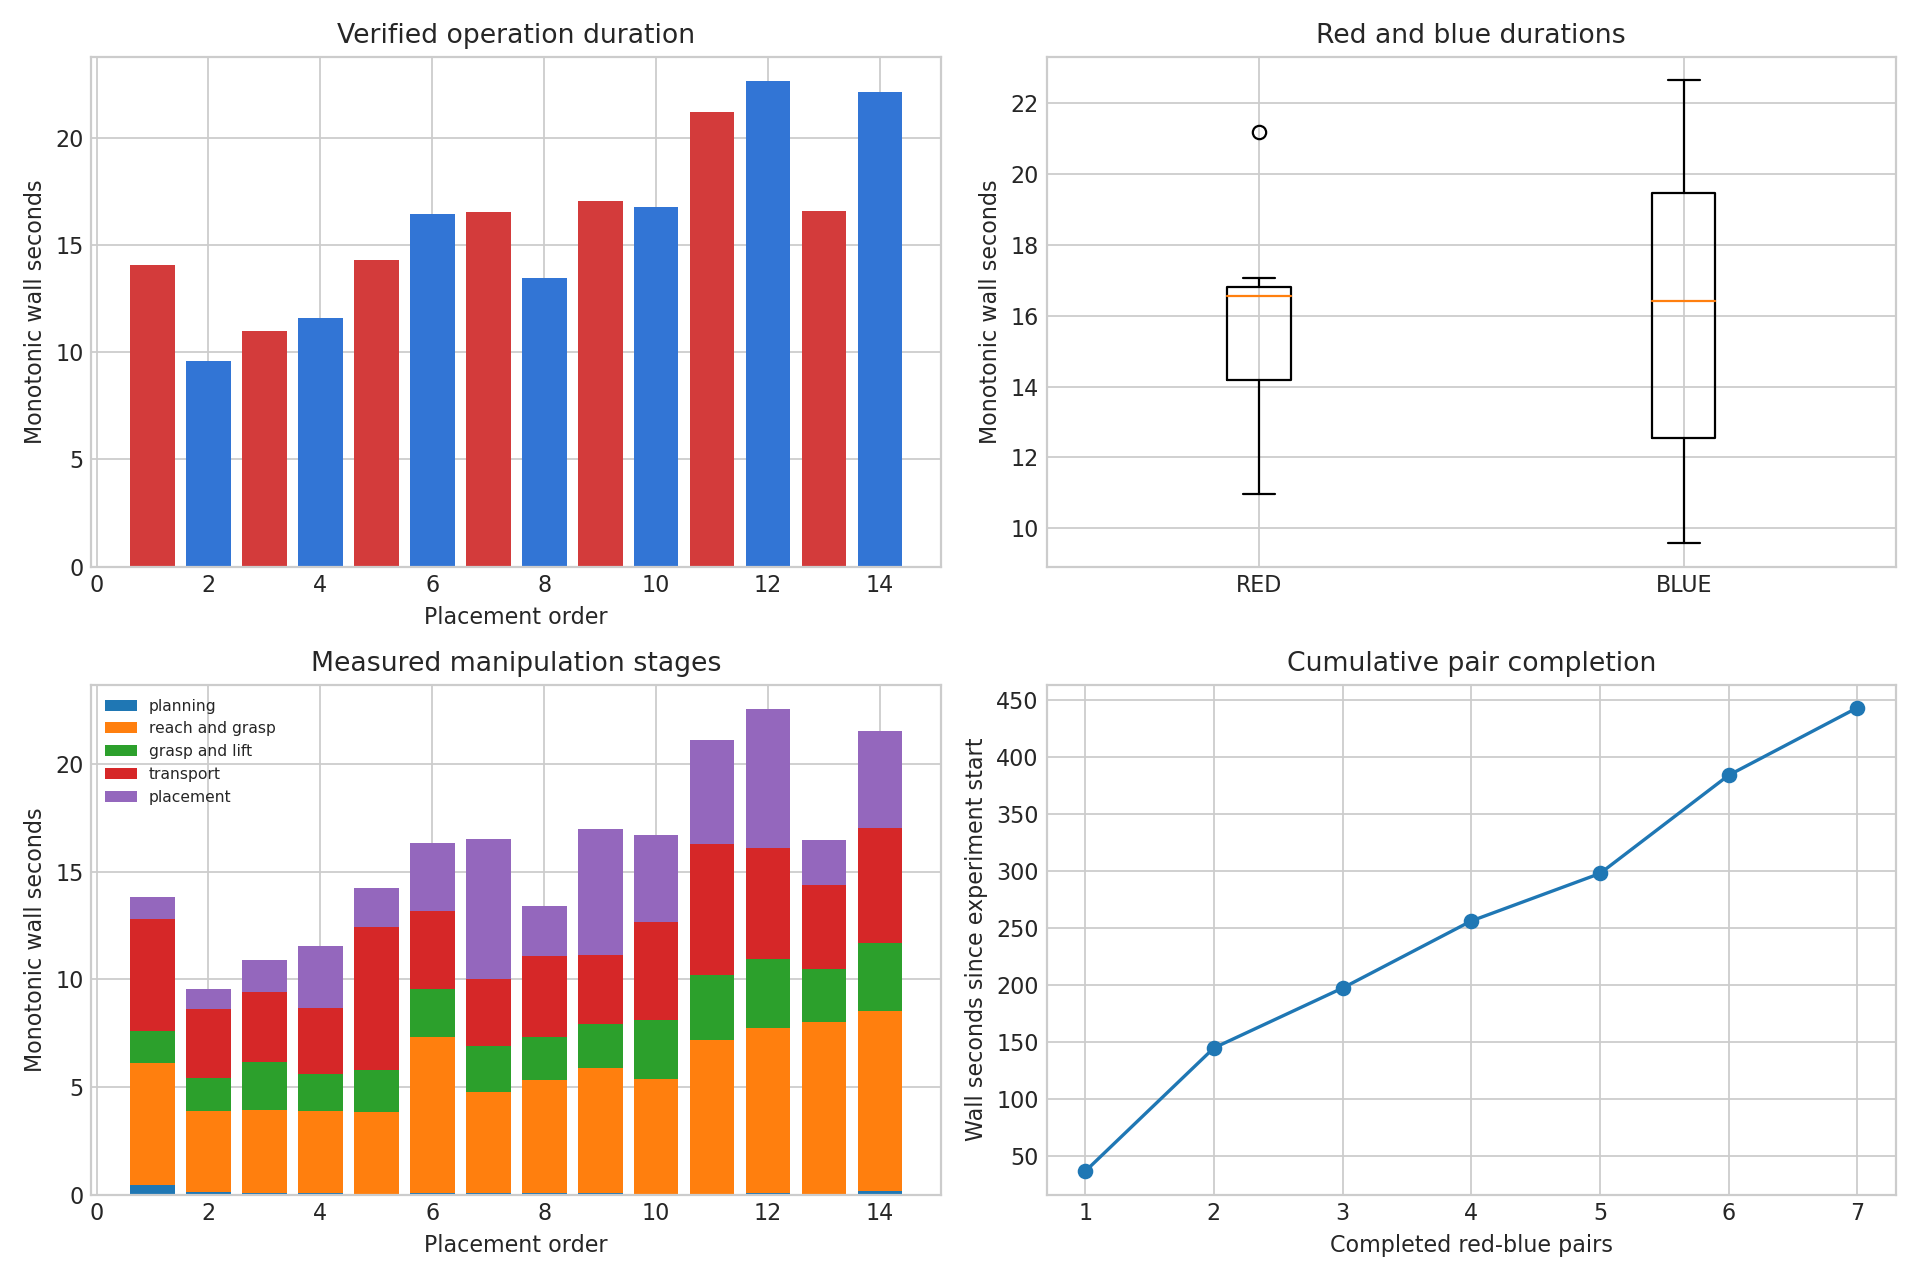 Verified operation duration
Monotonic wall seconds
20
15
10
5
0
0 2 4 6 8 10 12 14
Placement order
Red and blue durations
Monotonic wall seconds
22
20
18
16
14
12
10
RED BLUE
Measured manipulation stages
Monotonic wall seconds
planning
reach and grasp
grasp and lift
transport
placement
20
15
10
5
0
0 2 4 6 8 10 12 14
Placement order
Cumulative pair completion
Wall seconds since experiment start
450
400
350
300
250
200
150
100
50
1 2 3 4 5 6 7
Completed red-blue pairs